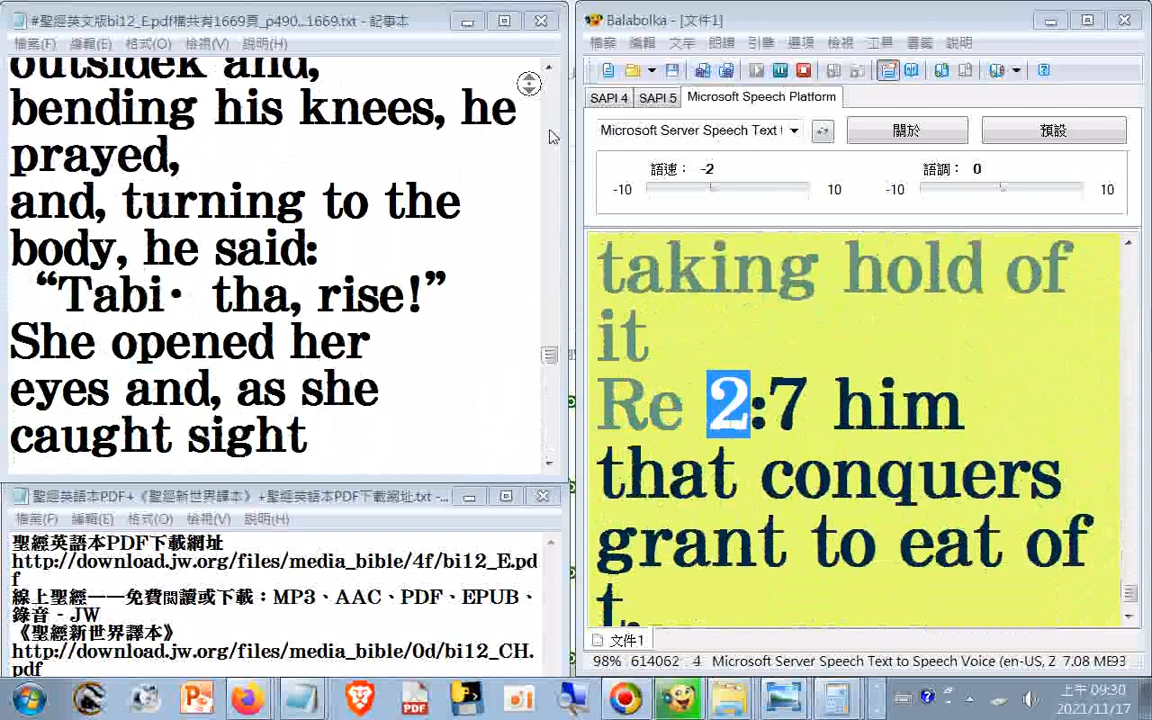 #聖經英文版bi12_E.pdf檔共有1669頁_p490,..1669.txt - 記事本
檔案(F) 編輯(E) 格式(O) 檢視(V) 說明(H)
outsidek and,
bending his knees, he
prayed,
and, turning to the
body, he said:
“Tabi· tha, rise!”
She opened her
eyes and, as she
caught sight
聖經英語本PDF+《聖經新世界譯本》+聖經英語本PDF下載網址.txt - ...
檔案(F) 編輯(E) 格式(O) 檢視(V) 說明(H)
聖經英語本PDF下載網址
http://download.jw.org/files/media_bible/4f/bi12_E.pd
f
線上聖經——免費閱讀或下載：MP3、AAC、PDF、EPUB、
錄音 - JW
《聖經新世界譯本》
http://download.jw.org/files/media_bible/0d/bi12_CH.
pdf
Balabolka - [文件1]
檔案 編輯 文字 朗讀 引擎 選項 檢視 工具 書籤 說明
SAPI 4 SAPI 5 Microsoft Speech Platform
Microsoft Server Speech Text t 關於 預設
語速： -2 語調： 0
-10 10 -10 10
taking hold of
it
Re 2:7 him
that conquers
grant to eat of
t.
文件1
98% 614062 4 Microsoft Server Speech Text to Speech Voice (en-US, Z 7.08 ME93
PDF
上午 09:30
2021/11/17